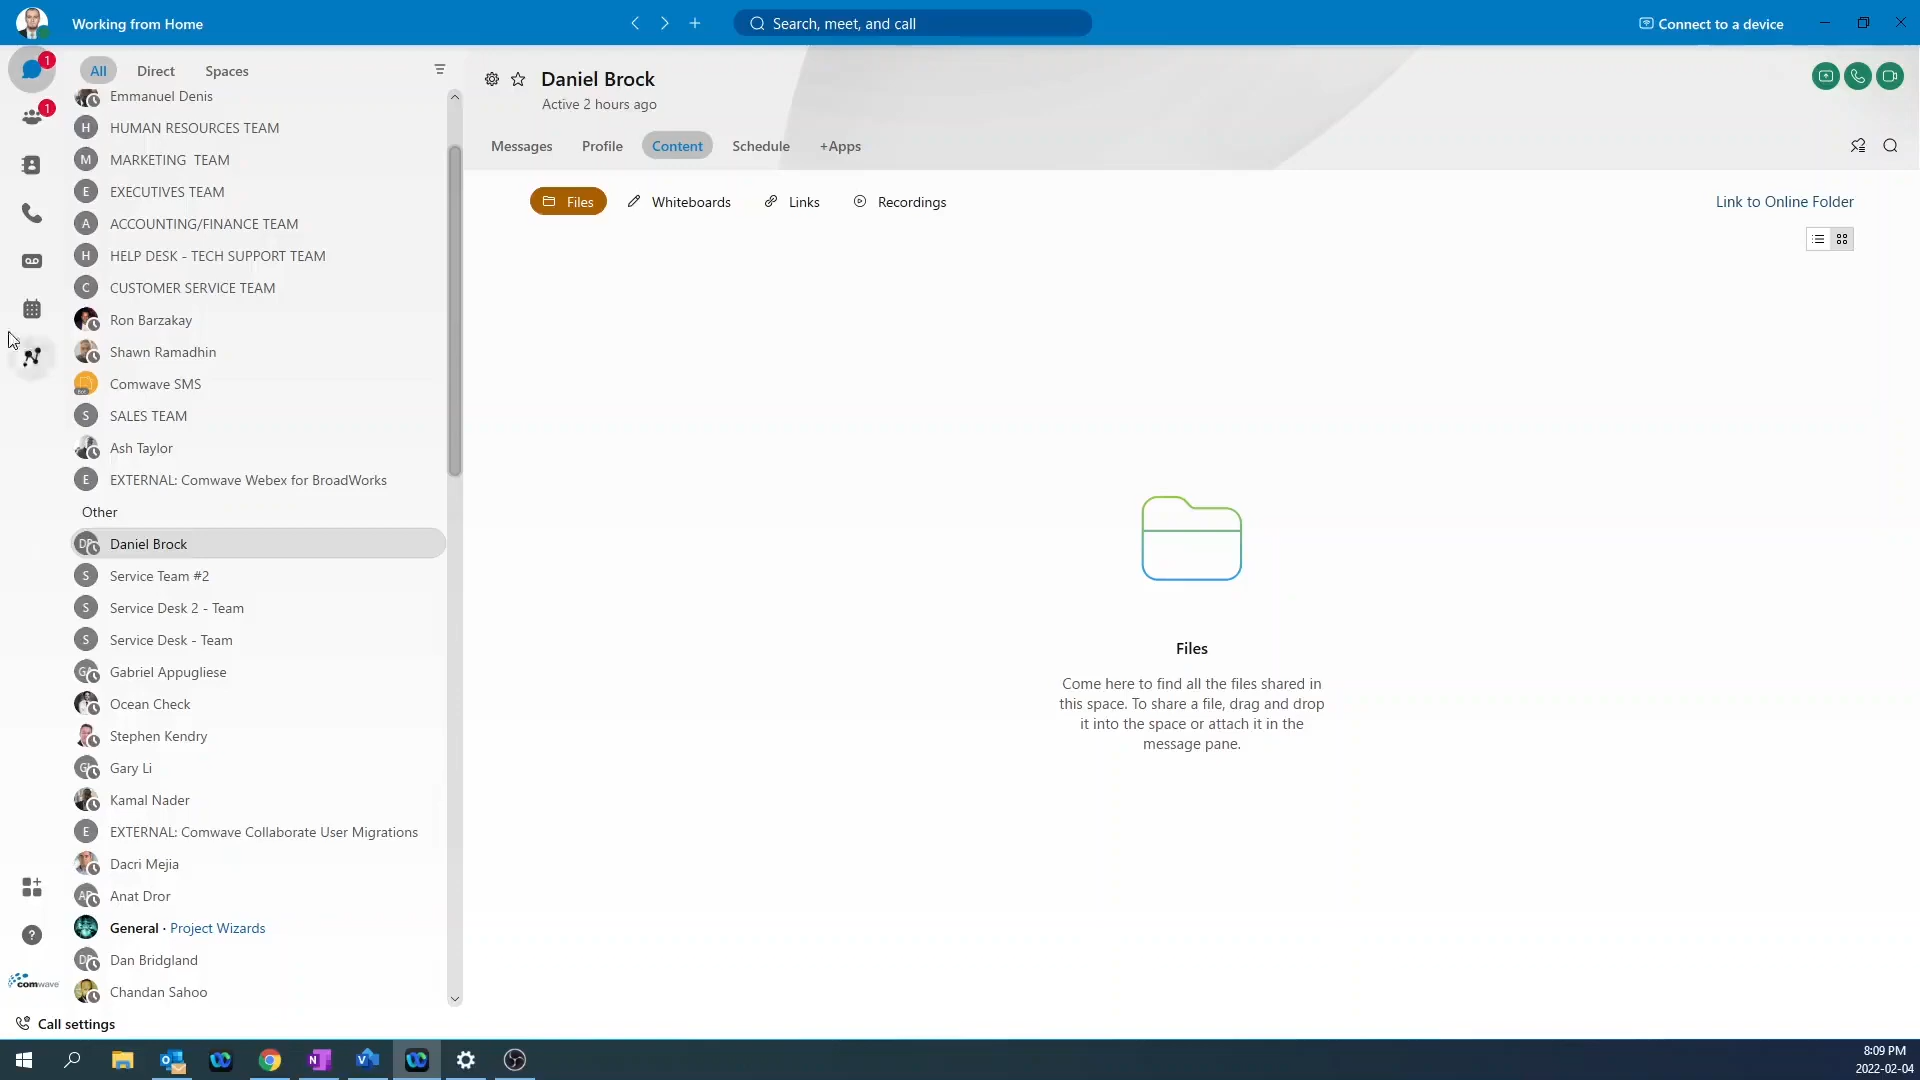 Working from Home
Search, meet, and call
Connect to a device
1
All
Direct
Spaces
Daniel Brock
Active 2 hours ago
Messages
Profile
Content
Schedule
+Apps
Files
Whiteboards
Links
Recordings
Link to Online Folder
1
Emmanuel Denis
H HUMAN RESOURCES TEAM
M MARKETING TEAM
E EXECUTIVES TEAM
A ACCOUNTING/FINANCE TEAM
H HELP DESK - TECH SUPPORT TEAM
C CUSTOMER SERVICE TEAM
Ron Barzakay
Shawn Ramadhin
Comwave SMS
S SALES TEAM
Ash Taylor
E EXTERNAL: Comwave Webex for BroadWorks
Other
Daniel Brock
S Service Team #2
S Service Desk 2 - Team
S Service Desk - Team
Gabriel Appugliese
Ocean Check
Stephen Kendry
Gary Li
Kamal Nader
E EXTERNAL: Comwave Collaborate User Migrations
Dacri Mejia
Anat Dror
General · Project Wizards
Dan Bridgland
Chandan Sahoo
Files
Come here to find all the files shared in
this space. To share a file, drag and drop
it into the space or attach it in the
message pane.
comwave
Call settings
8:09 PM
2022-02-04